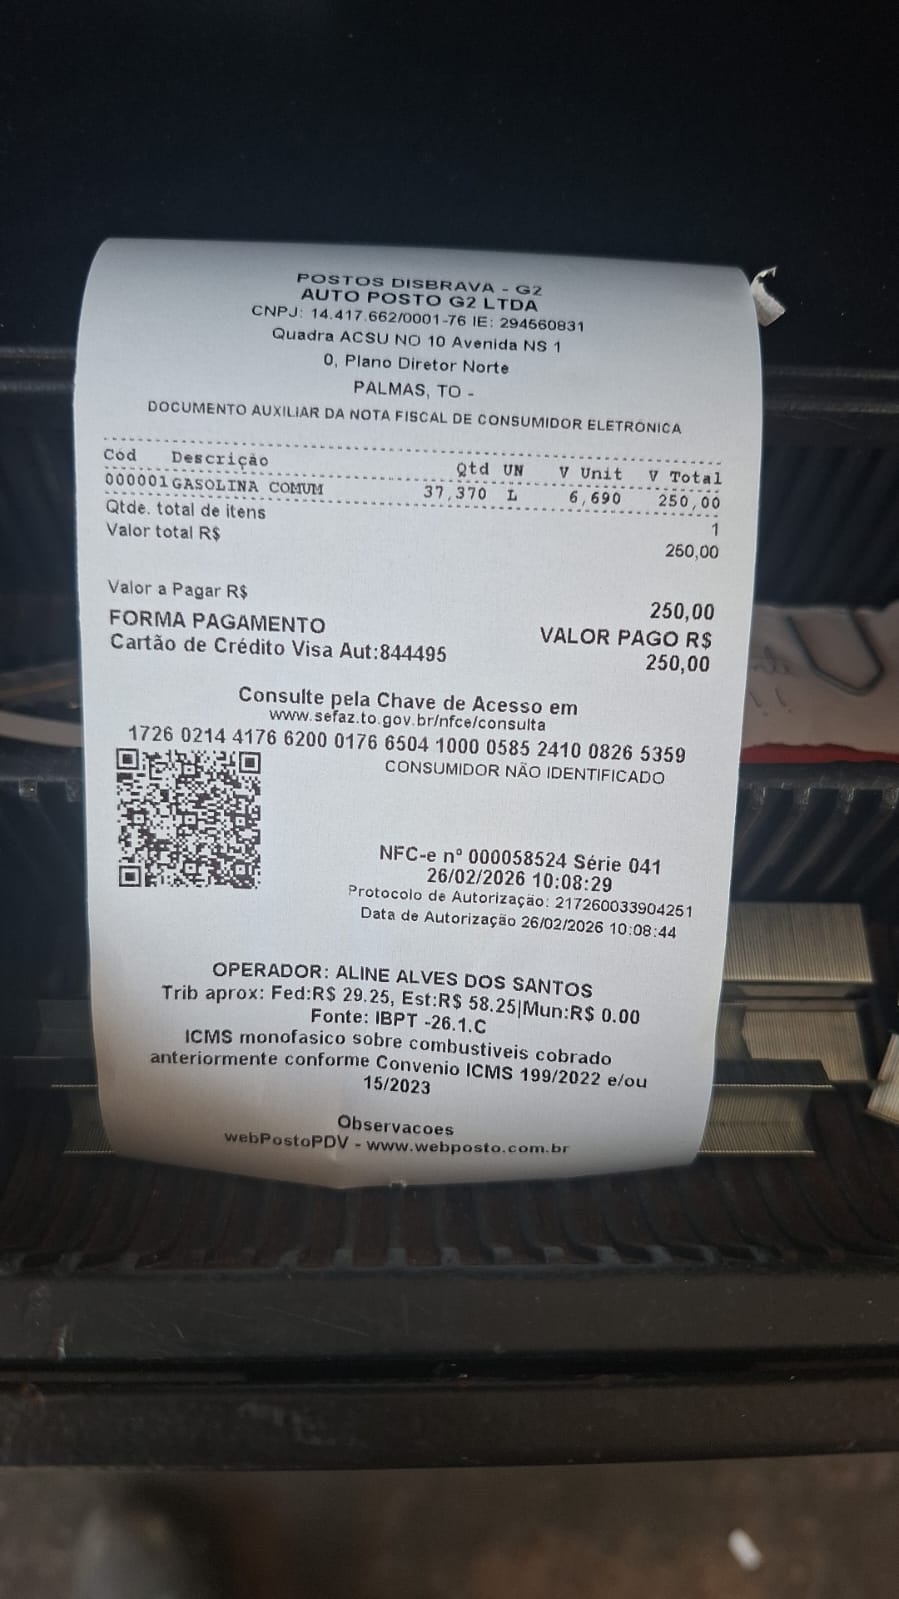 POSTOS DISBRAVA - G2
AUTO POSTO G2 LTDA
CNPJ: 14.417.662/0001-76 IE: 294560831
Quadra ACSU NO 10 Avenida NS 1
0, Plano Diretor Norte
PALMAS, TO -
DOCUMENTO AUXILIAR DA NOTA FISCAL DE CONSUMIDOR ELETRÔNICA
Cód Descrição Qtd UN V Unit V Total
000001 GASOLINA COMUM 37,370 L 6,690 250,00
Qtde. total de itens 1
Valor total R$ 250,00
Valor a Pagar R$ 250,00
FORMA PAGAMENTO VALOR PAGO R$
Cartão de Crédito Visa Aut:844495 250,00
Consulte pela Chave de Acesso em
www.sefaz.to.gov.br/nfce/consulta
1726 0214 4176 6200 0176 6504 1000 0585 2410 0826 5359
CONSUMIDOR NÃO IDENTIFICADO
NFC-e nº 000058524 Série 041
26/02/2026 10:08:29
Protocolo de Autorização: 217260033904251
Data de Autorização 26/02/2026 10:08:44
OPERADOR: ALINE ALVES DOS SANTOS
Trib aprox: Fed:R$ 29.25, Est:R$ 58.25|Mun:R$ 0.00
Fonte: IBPT -26.1.C
ICMS monofasico sobre combustiveis cobrado
anteriormente conforme Convenio ICMS 199/2022 e/ou
15/2023
Observacoes
webPostoPDV - www.webposto.com.br